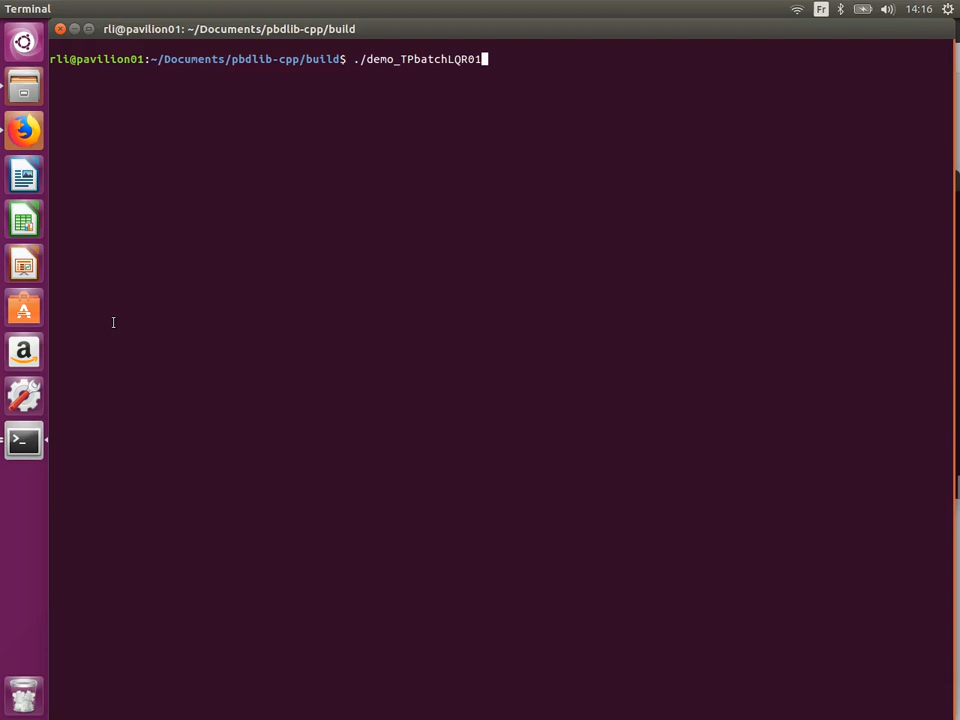 Terminal
Fr
14:16
rli@pavilion01: ~/Documents/pbdlib-cpp/build
rli@pavilion01:~/Documents/pbdlib-cpp/build$ ./demo_TPbatchLQR01
a
>_